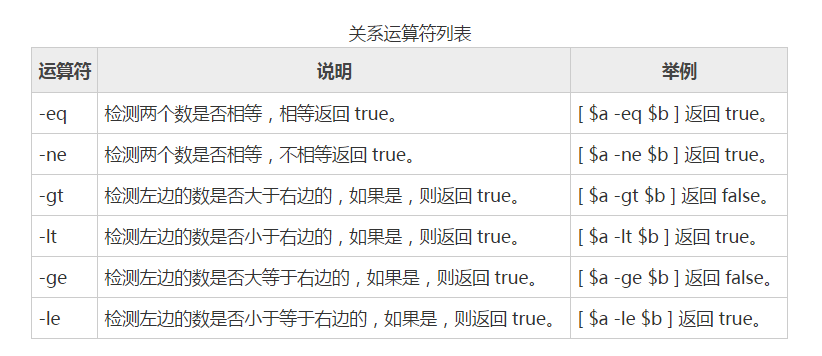 关系运算符列表
运算符 说明 举例
-eq 检测两个数是否相等，相等返回 true。 [ $a -eq $b ] 返回 true。
-ne 检测两个数是否相等，不相等返回 true。 [ $a -ne $b ] 返回 true。
-gt 检测左边的数是否大于右边的，如果是，则返回 true。 [ $a -gt $b ] 返回 false。
-lt 检测左边的数是否小于右边的，如果是，则返回 true。 [ $a -lt $b ] 返回 true。
-ge 检测左边的数是否大等于右边的，如果是，则返回 true。 [ $a -ge $b ] 返回 false。
-le 检测左边的数是否小于等于右边的，如果是，则返回 true。 [ $a -le $b ] 返回 true。